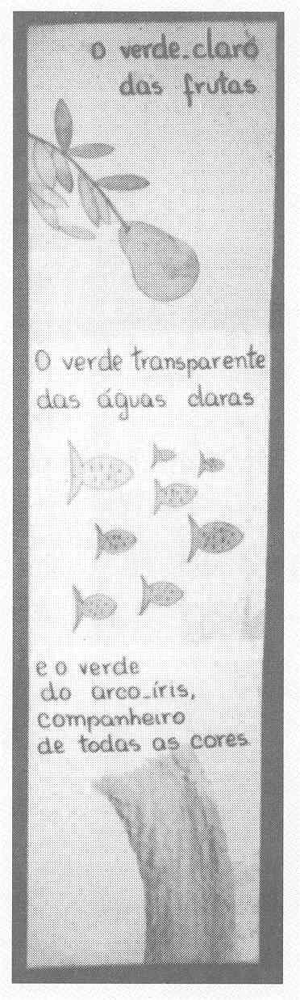 o verde-claro
das frutas
O verde transparente
das águas claras
e o verde
do arco-íris,
companheiro
de todas as cores.